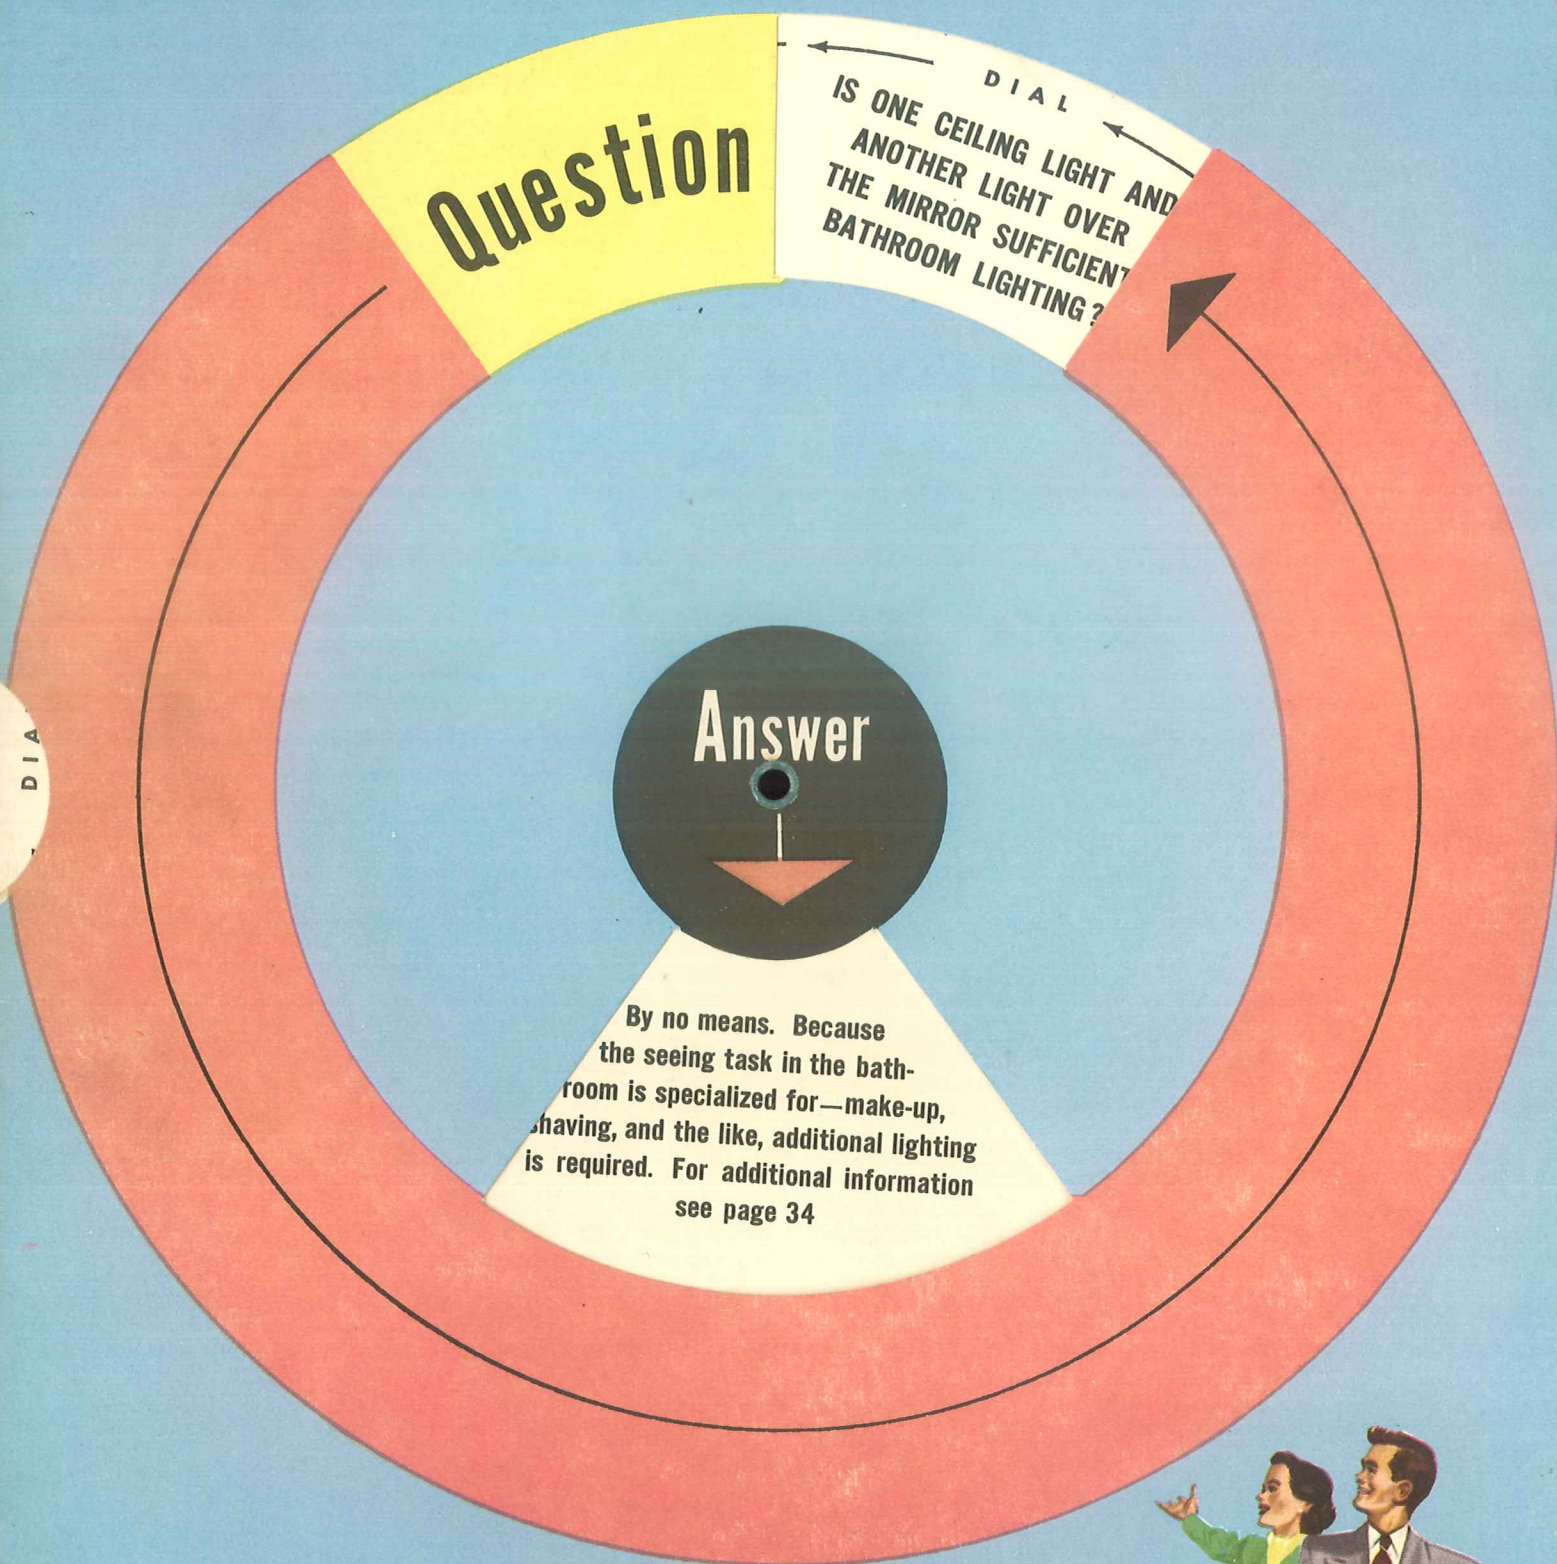 Question
DIAL
IS ONE CEILING LIGHT AND
ANOTHER LIGHT OVER
THE MIRROR SUFFICIENT
BATHROOM LIGHTING?
DIA
Answer
By no means. Because
the seeing task in the bath-
room is specialized for—make-up,
shaving, and the like, additional lighting
is required. For additional information
see page 34